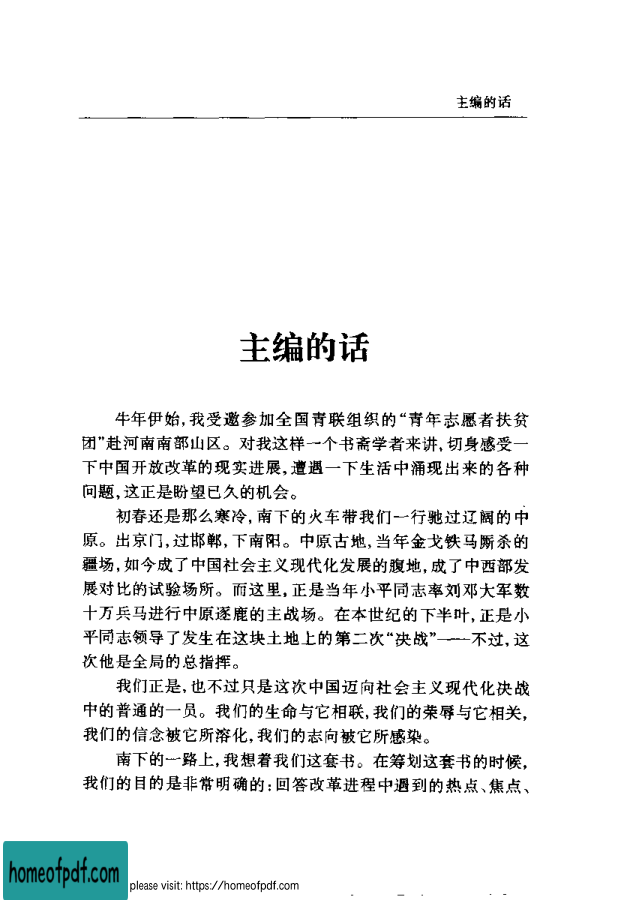 主编的话
主编的话
牛年伊始,我受邀参加全国青联组织的“青年志愿者扶贫
团”赴河南南部山区。对我这样一个书斋学者来讲,切身感受一
下中国开放改革的现实进展,遭遇一下生活中涌现出来的各种
问题,这正是盼望已久的机会。
初春还是那么寒冷,南下的火车带我们一行驰过辽阔的中
原。出京门,过邯郸,下南阳。中原古地,当年金戈铁马厮杀的
疆场,如今成了中国社会主义现代化发展的腹地,成了中西部发
展对比的试验场所。而这里,正是当年小平同志率刘邓大军数
十万兵马进行中原逐鹿的主战场。在本世纪的下半叶,正是小
平同志领导了发生在这块土地上的第二次“决战”——不过,这
次他是全局的总指挥。
我们正是,也不过只是这次中国迈向社会主义现代化决战
中的普通的一员。我们的生命与它相联,我们的荣辱与它相关,
我们的信念被它所溶化,我们的志向被它所感染。
南下的一路上,我想着我们这套书。在筹划这套书的时候,
我们的目的是非常明确的:回答改革进程中遇到的热点、焦点、
homeofpdf.com
please visit: https://homeofpdf.com